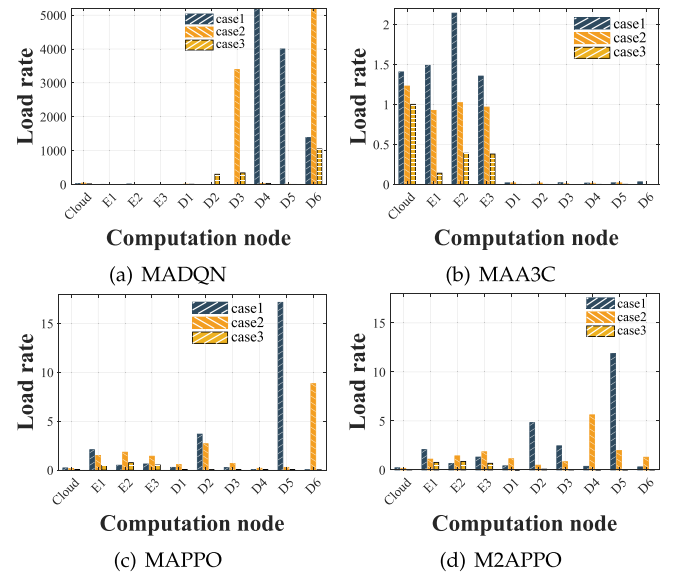 Load rate
5000
4000
3000
2000
1000
0
case1
case2
case3
Cloud E1 E2 E3 D1 D2 D3 D4 D5 D6
Computation node
(a) MADQN
Load rate
2
1.5
1
0.5
0
case1
case2
case3
Cloud E1 E2 E3 D1 D2 D3 D4 D5 D6
Computation node
(b) MAA3C
Load rate
15
10
5
0
case1
case2
case3
Cloud E1 E2 E3 D1 D2 D3 D4 D5 D6
Computation node
(c) MAPPO
Load rate
15
10
5
0
case1
case2
case3
Cloud E1 E2 E3 D1 D2 D3 D4 D5 D6
Computation node
(d) M2APPO